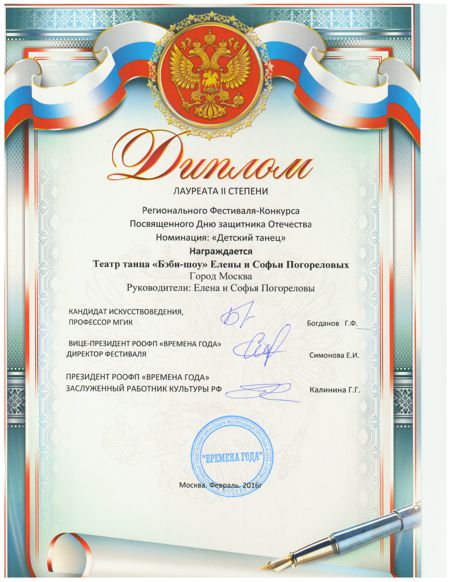 Диплом
ЛАУРЕАТА II СТЕПЕНИ
Регионального Фестиваля-Конкурса
Посвященного Дню защитника Отечества
Номинация: «Детский танец»
Награждается
Театр танца «Бэби-шоу» Елены и Софьи Погореловых
Город Москва
Руководители: Елена и Софья Погореловы
КАНДИДАТ ИСКУССТВОВЕДЕНИЯ,
ПРОФЕССОР МГИК
Богданов Г.Ф.
ВИЦЕ-ПРЕЗИДЕНТ РООФП «ВРЕМЕНА ГОДА»
ДИРЕКТОР ФЕСТИВАЛЯ
Симонова Е.И.
ПРЕЗИДЕНТ РООФП «ВРЕМЕНА ГОДА»
ЗАСЛУЖЕННЫЙ РАБОТНИК КУЛЬТУРЫ РФ
Калинина Г.Г.
"ВРЕМЕНА ГОДА"
МОСКВА
Москва. Февраль, 2016г